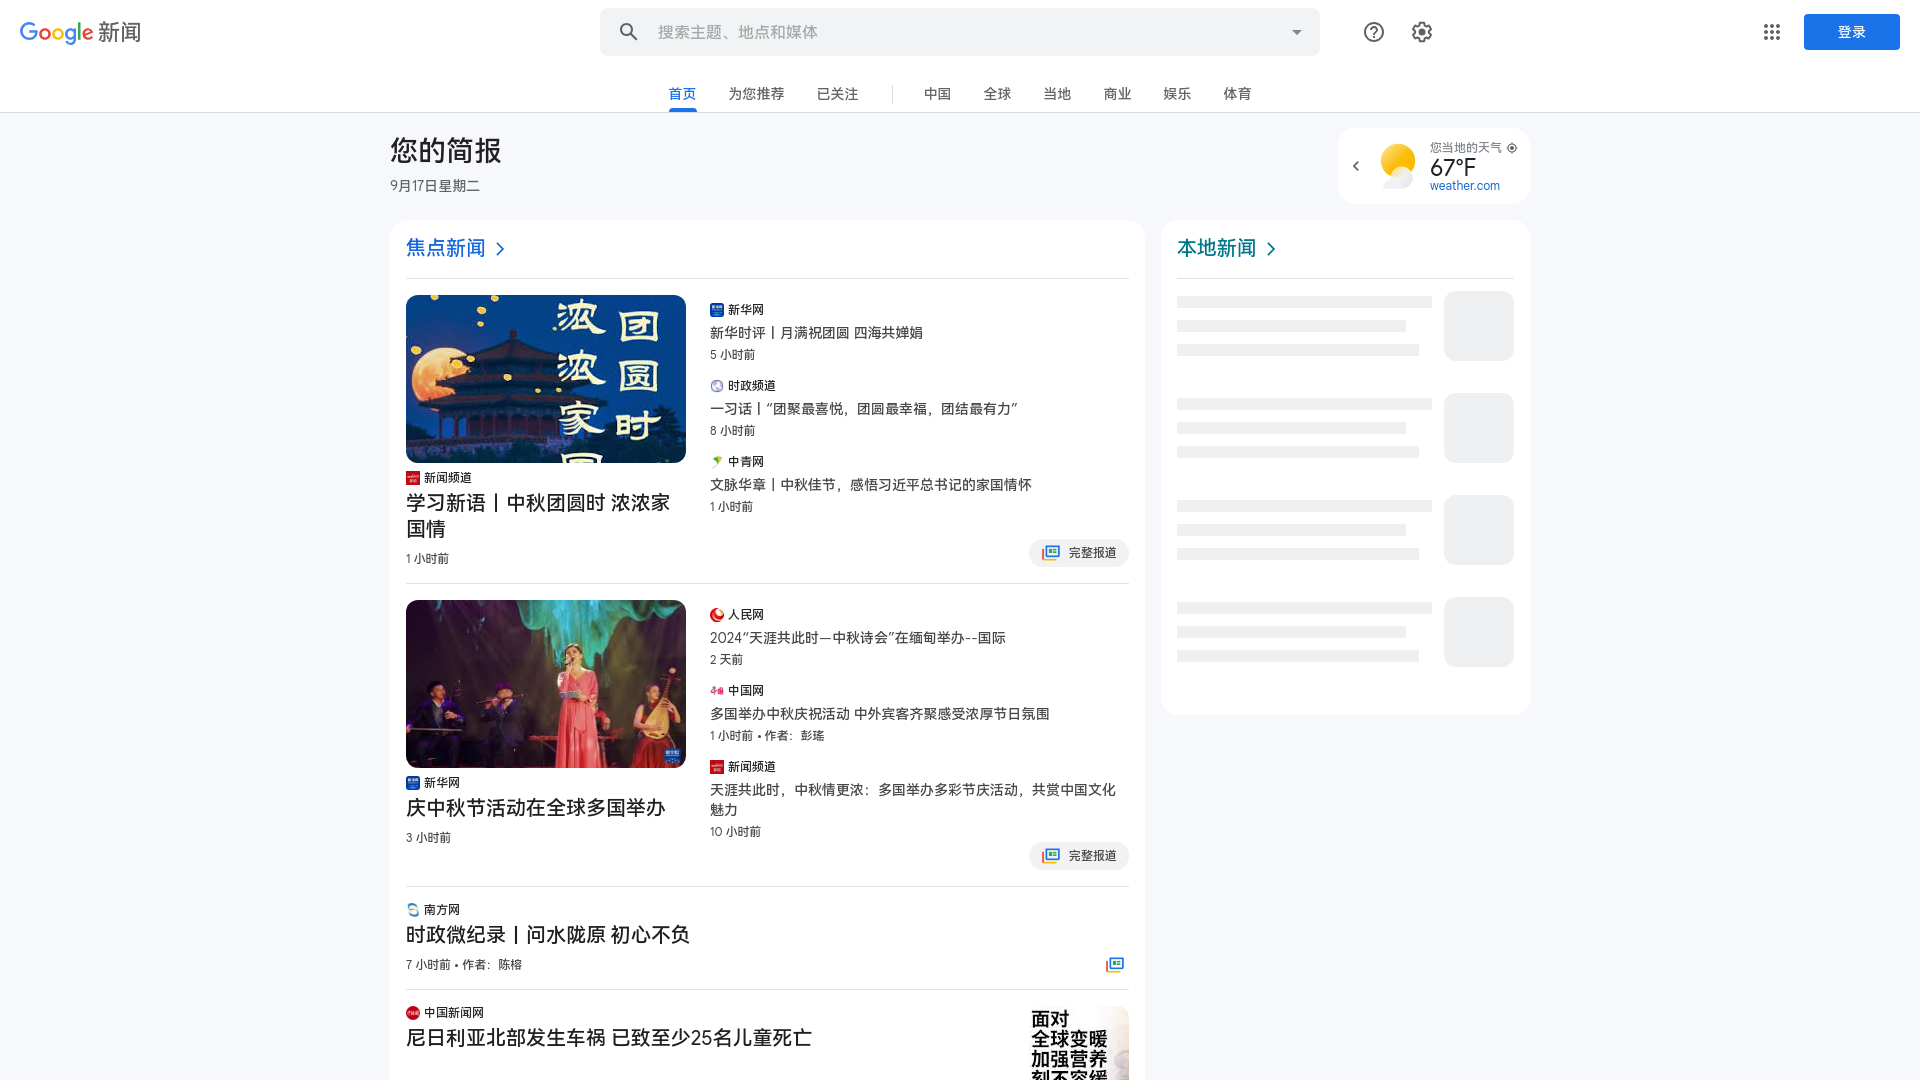 Google 新闻
搜索主题、地点和媒体
登录
首页
为您推荐
已关注
中国
全球
当地
商业
娱乐
体育
您的简报
9月17日星期二
您当地的天气
67°F
weather.com
焦点新闻
浓浓家
团圆时
新闻频道
学习新语丨中秋团圆时 浓浓家
国情
1 小时前
新华网
新华时评丨月满祝团圆 四海共婵娟
5 小时前
时政频道
一习话丨“团聚最喜悦，团圆最幸福，团结最有力”
8 小时前
中青网
文脉华章丨中秋佳节，感悟习近平总书记的家国情怀
1 小时前
完整报道
新华网
庆中秋节活动在全球多国举办
3 小时前
人民网
2024“天涯共此时—中秋诗会”在缅甸举办--国际
2 天前
中国网
多国举办中秋庆祝活动 中外宾客齐聚感受浓厚节日氛围
1 小时前 • 作者：彭瑤
新闻频道
天涯共此时，中秋情更浓：多国举办多彩节庆活动，共赏中国文化
魅力
10 小时前
完整报道
南方网
时政微纪录丨问水陇原 初心不负
7 小时前 • 作者：陈榕
中国新闻网
尼日利亚北部发生车祸 已致至少25名儿童死亡
面对
全球变暖
加强营养
刻不容缓
本地新闻